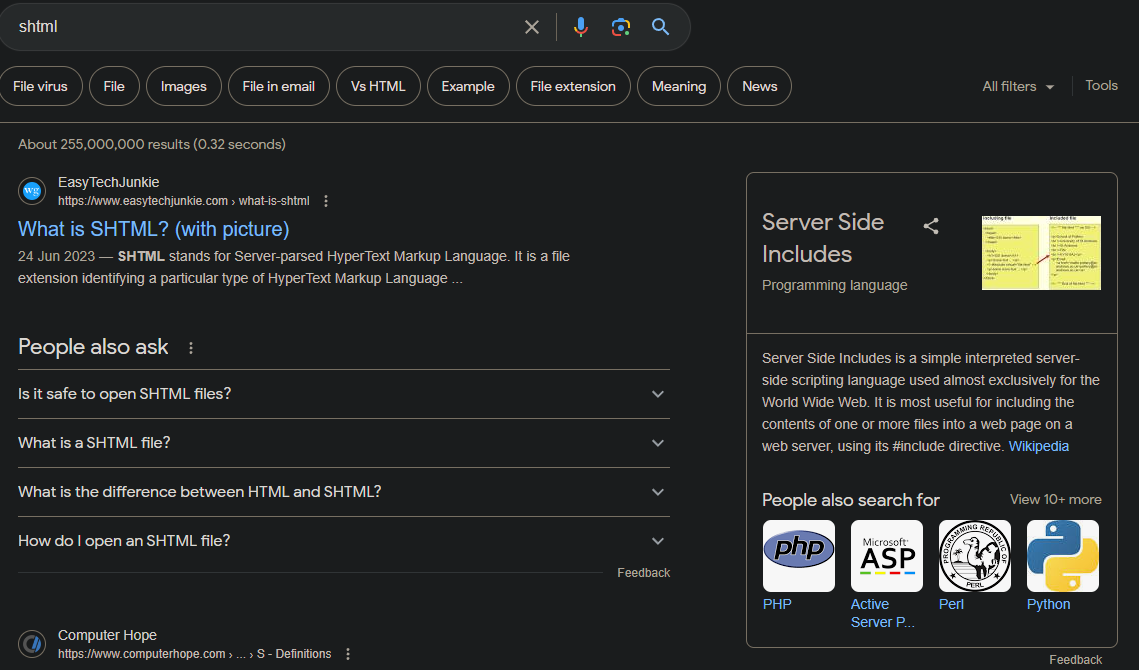 shtml
File virus
File
Images
File in email
Vs HTML
Example
File extension
Meaning
News
All filters
Tools
About 255,000,000 results (0.32 seconds)
wg
EasyTechJunkie
https://www.easytechjunkie.com › what-is-shtml
What is SHTML? (with picture)
24 Jun 2023 — SHTML stands for Server-parsed HyperText Markup Language. It is a file
extension identifying a particular type of HyperText Markup Language ...
People also ask
Is it safe to open SHTML files?
What is a SHTML file?
What is the difference between HTML and SHTML?
How do I open an SHTML file?
Feedback
Computer Hope
https://www.computerhope.com › ... › S - Definitions
Server Side
Includes
Programming language
Including file
Included file
Server Side Includes is a simple interpreted server-
side scripting language used almost exclusively for the
World Wide Web. It is most useful for including the
contents of one or more files into a web page on a
web server, using its #include directive. Wikipedia
People also search for
View 10+ more
php
Microsoft
ASP
PROGRAMMING REPUBLIC OF
PERL
PHP
Active
Server P...
Perl
Python
Feedback